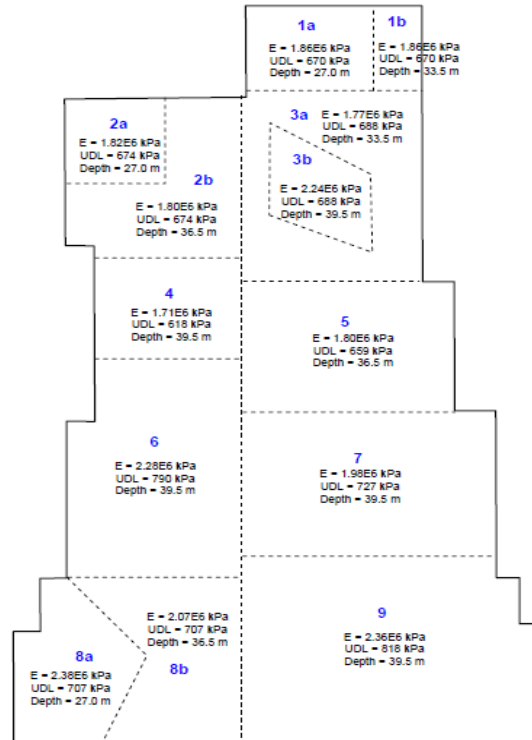 1a
E = 1.86E6 kPa
UDL = 670 kPa
Depth = 27.0 m
1b
E = 1.86E6 kPa
UDL = 670 kPa
Depth = 33.5 m
2a
E = 1.82E6 kPa
UDL = 674 kPa
Depth = 27.0 m
2b
E = 1.80E6 kPa
UDL = 674 kPa
Depth = 36.5 m
3a
E = 1.77E6 kPa
UDL = 688 kPa
Depth = 33.5 m
3b
E = 2.24E6 kPa
UDL = 688 kPa
Depth = 39.5 m
4
E = 1.71E6 kPa
UDL = 618 kPa
Depth = 39.5 m
5
E = 1.80E6 kPa
UDL = 659 kPa
Depth = 36.5 m
6
E = 2.28E6 kPa
UDL = 790 kPa
Depth = 39.5 m
7
E = 1.98E6 kPa
UDL = 727 kPa
Depth = 39.5 m
8a
E = 2.38E6 kPa
UDL = 707 kPa
Depth = 27.0 m
E = 2.07E6 kPa
UDL = 707 kPa
Depth = 36.5 m
8b
9
E = 2.36E6 kPa
UDL = 818 kPa
Depth = 39.5 m